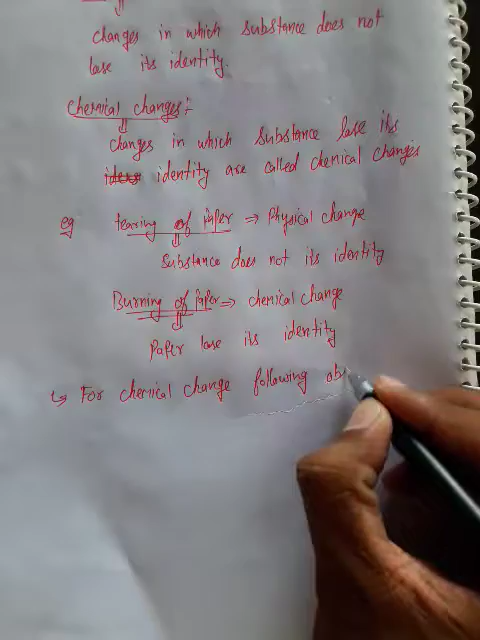 changes in which substance does not
lose its identity.
Chemical changes:-
changes in which substance lose its
identity are called chemical changes
eg tearing of paper ⇒ Physical change
Substance does not its identity
Burning of paper ⇒ chemical change
Paper lose its identity
↳ For chemical change following obs